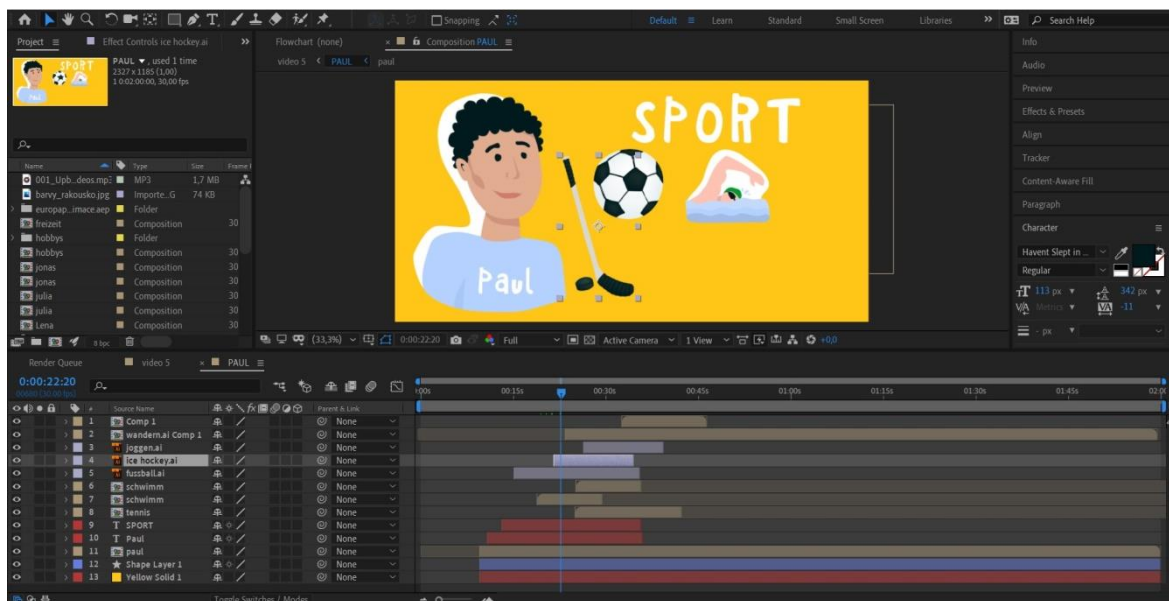 Snapping
Default ≡ Learn Standard Small Screen Libraries » Search Help
Project ≡ Effect Controls ice hockey.ai »
Flowchart (none) × Composition PAUL ≡
video 5 < PAUL < paul
PAUL ▼, used 1 time
2327 x 1185 (1,00)
30,00 fps
SPORT
Paul
SPORT
Paul
Name Type Size Frame
001_Upb...deos.mp3 MP3 1,7 MB
barvy_rakousko.jpg Importe...G 74 KB
europap...imace.aep Folder
freizeit Composition 30
hobbys Folder
hobbys Composition 30
jonas Composition 30
jonas Composition 30
julia Composition 30
julia Composition 30
Lena Composition 30
8 bpc
Info
Audio
Preview
Effects & Presets
Align
Tracker
Content-Aware Fill
Paragraph
Character ≡
Havent Slept in ...
Regular
113 px 342 px
Metrics -11
- px
(33,3%) 0:00:22:20 Full Active Camera 1 View +0,0
Render Queue video 5 × PAUL ≡
0:00:22:20
00:15s 00:30s 00:45s 01:00s 01:15s 01:30s 01:45s
# Source Name Parent & Link
1 Comp 1 None
2 wandern.ai Comp 1 None
3 joggen.ai None
4 ice hockey.ai None
5 fussball.ai None
6 schwimm None
7 schwimm None
8 tennis None
9 T SPORT None
10 T Paul None
11 paul None
12 Shape Layer 1 None
13 Yellow Solid 1 None
Toggle Switches / Modes